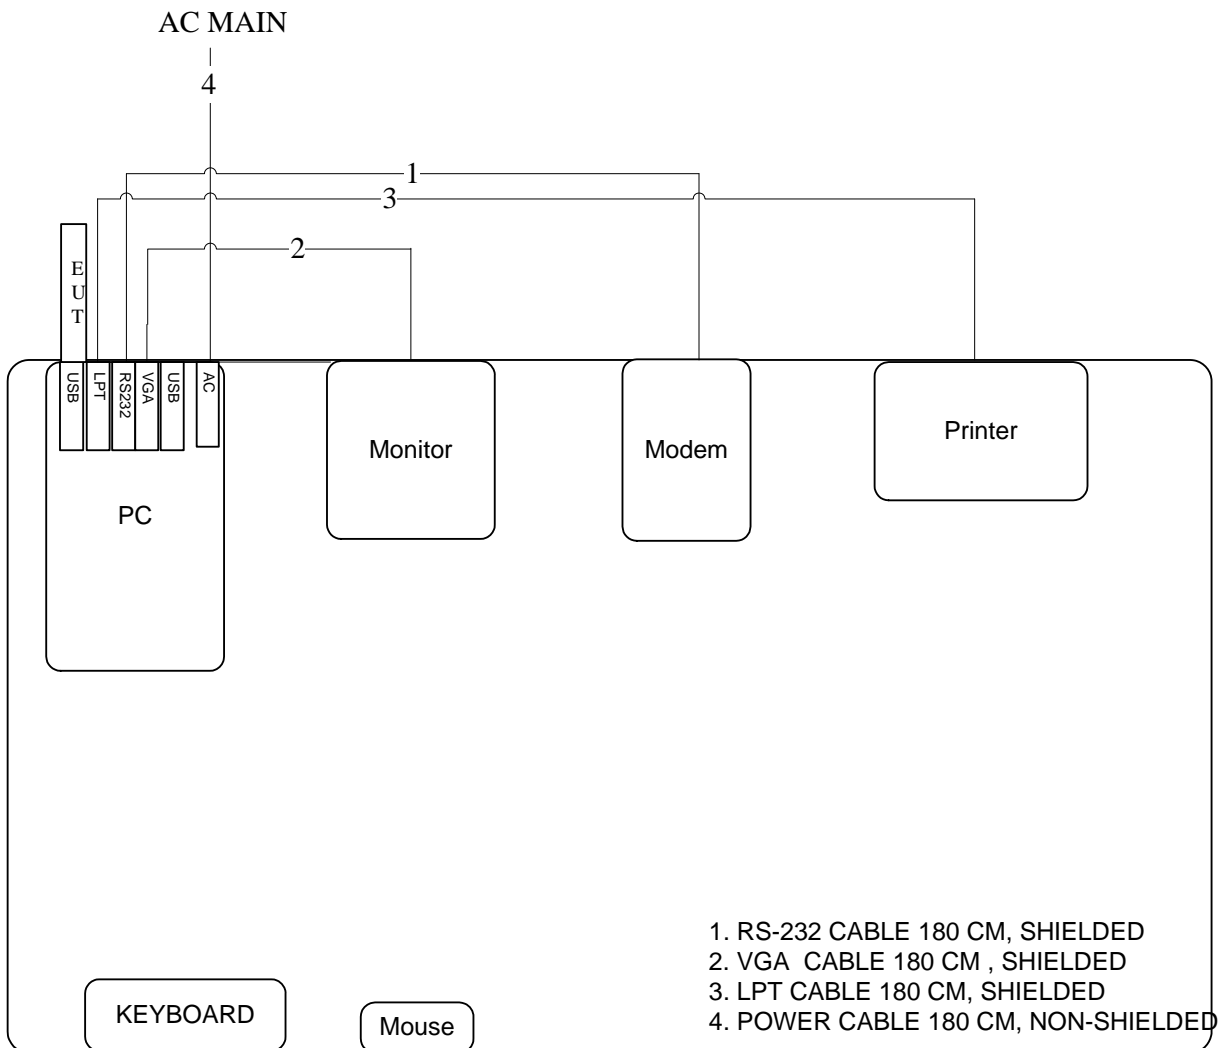 AC MAIN
4
1
3
2
E
U
T
USB
LPT
RS232
VGA
USB
AC
PC
Monitor
Modem
Printer
1. RS-232 CABLE 180 CM, SHIELDED
2. VGA  CABLE 180 CM , SHIELDED
3. LPT CABLE 180 CM, SHIELDED
4. POWER CABLE 180 CM, NON-SHIELDED
KEYBOARD
Mouse